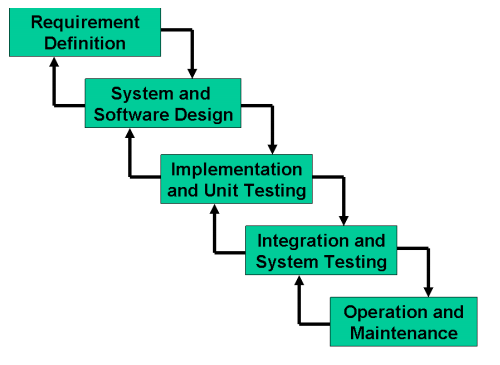 Requirement
Definition
System and
Software Design
Implementation
and Unit Testing
Integration and
System Testing
Operation and
Maintenance